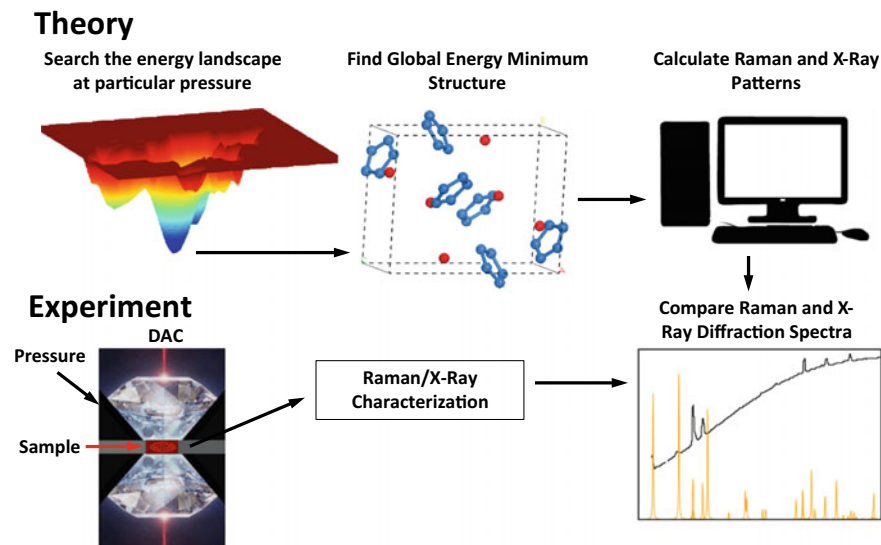 Theory
Search the energy landscape
at particular pressure
Find Global Energy Minimum
Structure
Calculate Raman and X-Ray
Patterns
Experiment
DAC
Pressure
Sample
Raman/X-Ray
Characterization
Compare Raman and X-
Ray Diffraction Spectra